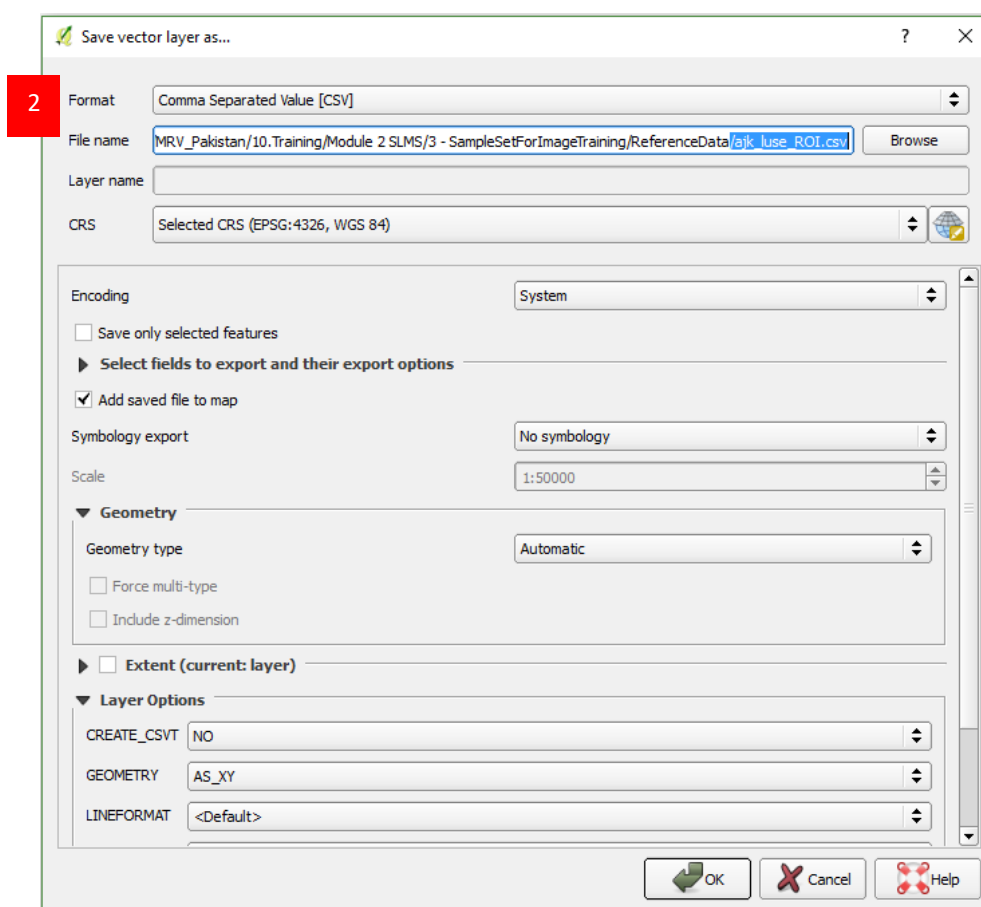 Save vector layer as...
?
2
Format
Comma Separated Value [CSV]
File name
MRV_Pakistan/10.Training/Module 2 SLMS/3 - SampleSetForImageTraining/ReferenceData/ajk_luse_ROI.csv
Browse
Layer name
CRS
Selected CRS (EPSG:4326, WGS 84)
Encoding
System
Save only selected features
Select fields to export and their export options
Add saved file to map
Symbology export
No symbology
Scale
1:50000
Geometry
Geometry type
Automatic
Force multi-type
Include z-dimension
Extent (current: layer)
Layer Options
CREATE_CSVT
NO
GEOMETRY
AS_XY
LINEFORMAT
<Default>
OK
Cancel
Help